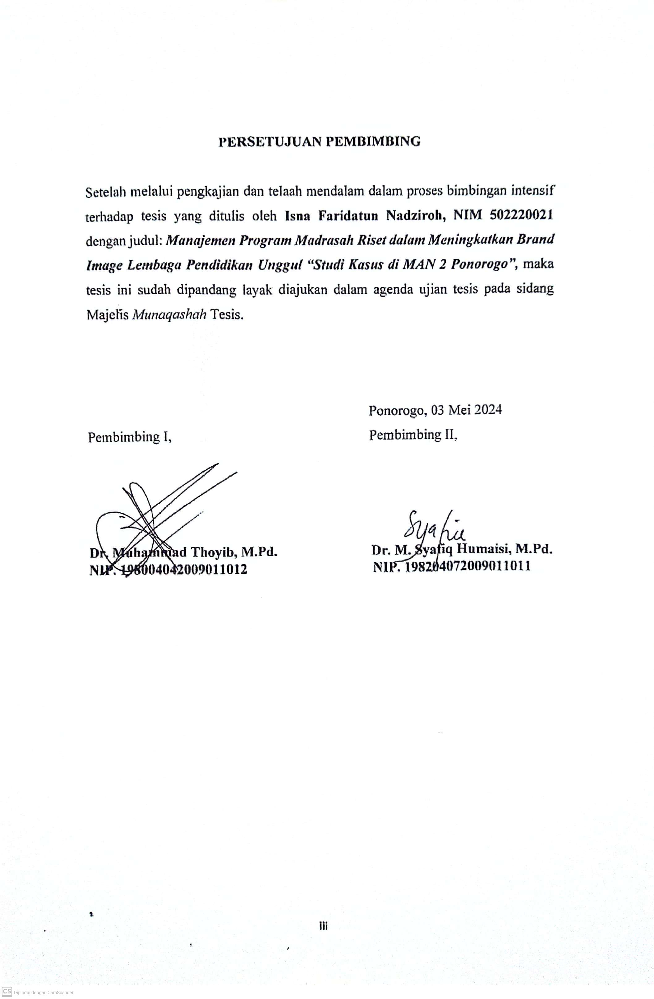 PERSETUJUAN PEMBIMBING
Setelah melalui pengkajian dan telaah mendalam dalam proses bimbingan intensif
terhadap tesis yang ditulis oleh Isna Faridatun Nadziroh, NIM 502220021
dengan judul: Manajemen Program Madrasah Riset dalam Meningkatkan Brand
Image Lembaga Pendidikan Unggul “Studi Kasus di MAN 2 Ponorogo”, maka
tesis ini sudah dipandang layak diajukan dalam agenda ujian tesis pada sidang
Majelis Munaqashah Tesis.
Ponorogo, 03 Mei 2024
Pembimbing I,
Pembimbing II,
Dr. Muhammad Thoyib, M.Pd.
NIP. 198004042009011012
Dr. M. Syafiq Humaisi, M.Pd.
NIP. 198204072009011011
iii
CS Dipindai dengan CamScanner